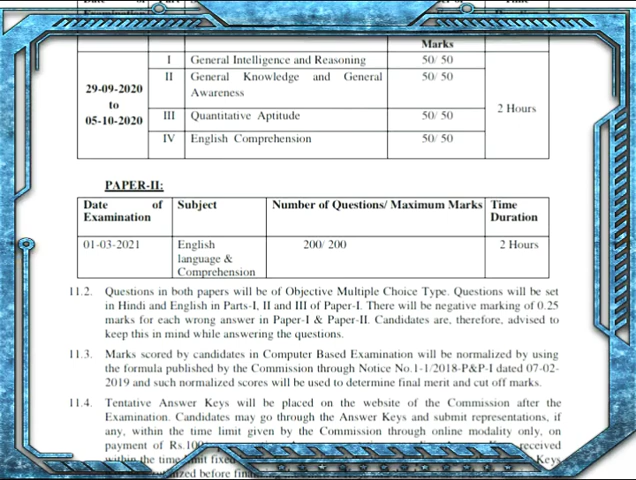 Marks
I General Intelligence and Reasoning 50/ 50
II General Knowledge and General 50/ 50
Awareness
29-09-2020
to
05-10-2020
III Quantitative Aptitude 50/ 50
2 Hours
IV English Comprehension 50/ 50
PAPER-II:
Date of Subject Number of Questions/ Maximum Marks Time
Examination Duration
01-03-2021 English 200/ 200 2 Hours
language &
Comprehension
11.2. Questions in both papers will be of Objective Multiple Choice Type. Questions will be set
in Hindi and English in Parts-I, II and III of Paper-I. There will be negative marking of 0.25
marks for each wrong answer in Paper-I & Paper-II. Candidates are, therefore, advised to
keep this in mind while answering the questions.
11.3. Marks scored by candidates in Computer Based Examination will be normalized by using
the formula published by the Commission through Notice No.1-1/2018-P&P-I dated 07-02-
2019 and such normalized scores will be used to determine final merit and cut off marks.
11.4. Tentative Answer Keys will be placed on the website of the Commission after the
Examination. Candidates may go through the Answer Keys and submit representations, if
any, within the time limit given by the Commission through online modality only, on
payment of Rs.100 received
within the time limit fixed Keys
before